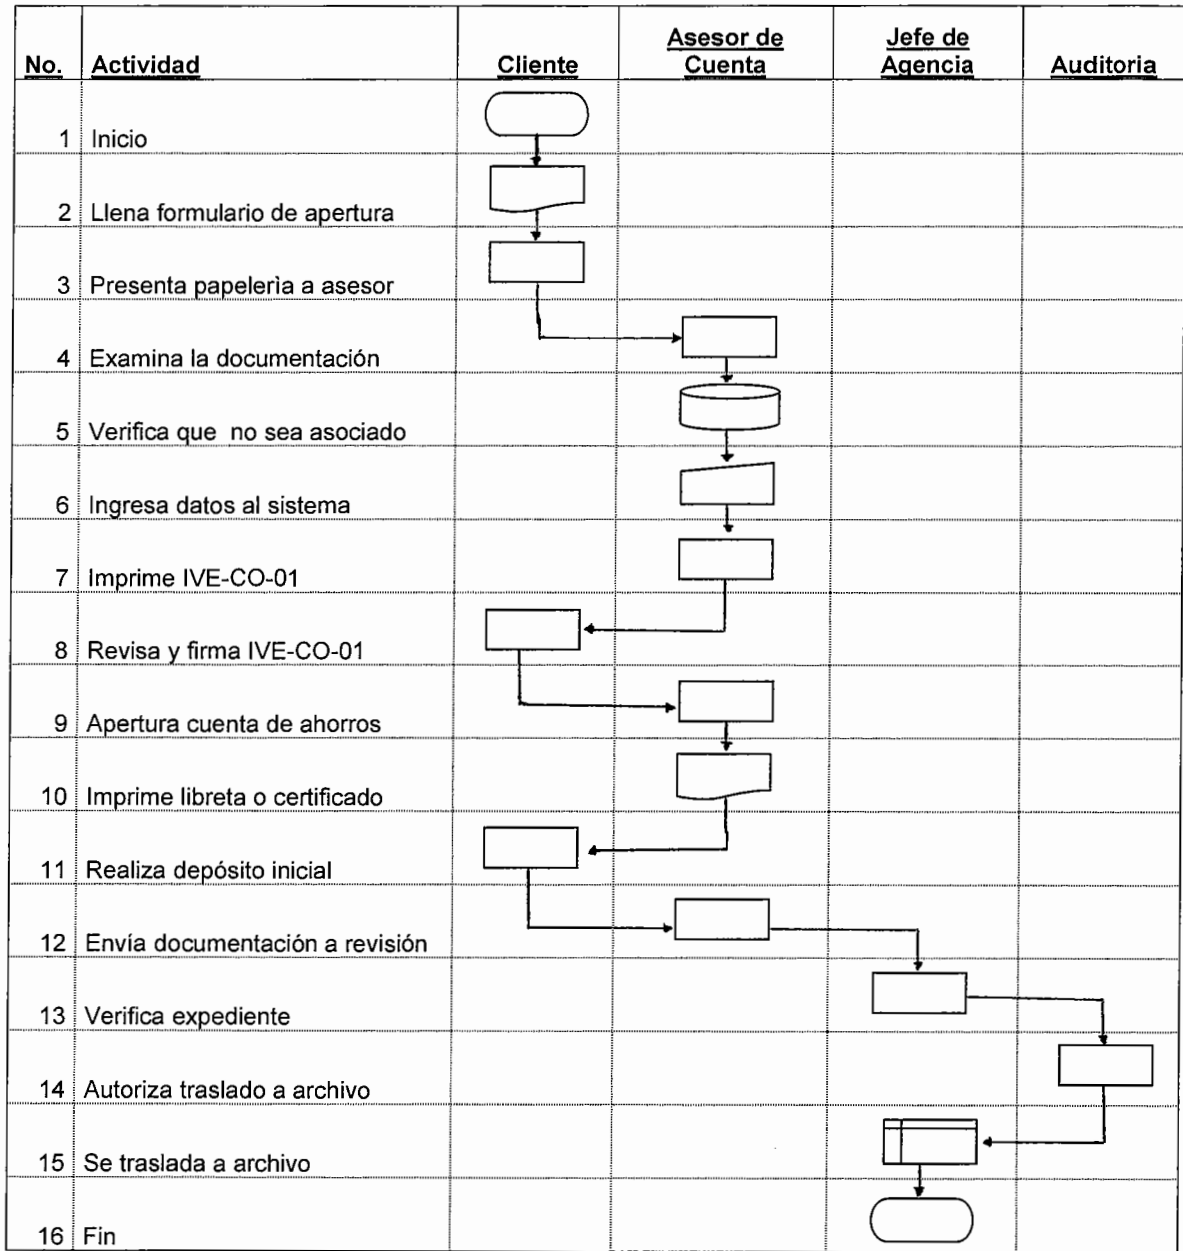 No. Actividad Cliente Asesor de Cuenta Jefe de Agencia Auditoria
1 Inicio
2 Llena formulario de apertura
3 Presenta papelerìa a asesor
4 Examina la documentación
5 Verifica que no sea asociado
6 Ingresa datos al sistema
7 Imprime IVE-CO-01
8 Revisa y firma IVE-CO-01
9 Apertura cuenta de ahorros
10 Imprime libreta o certificado
11 Realiza depósito inicial
12 Envía documentación a revisión
13 Verifica expediente
14 Autoriza traslado a archivo
15 Se traslada a archivo
16 Fin